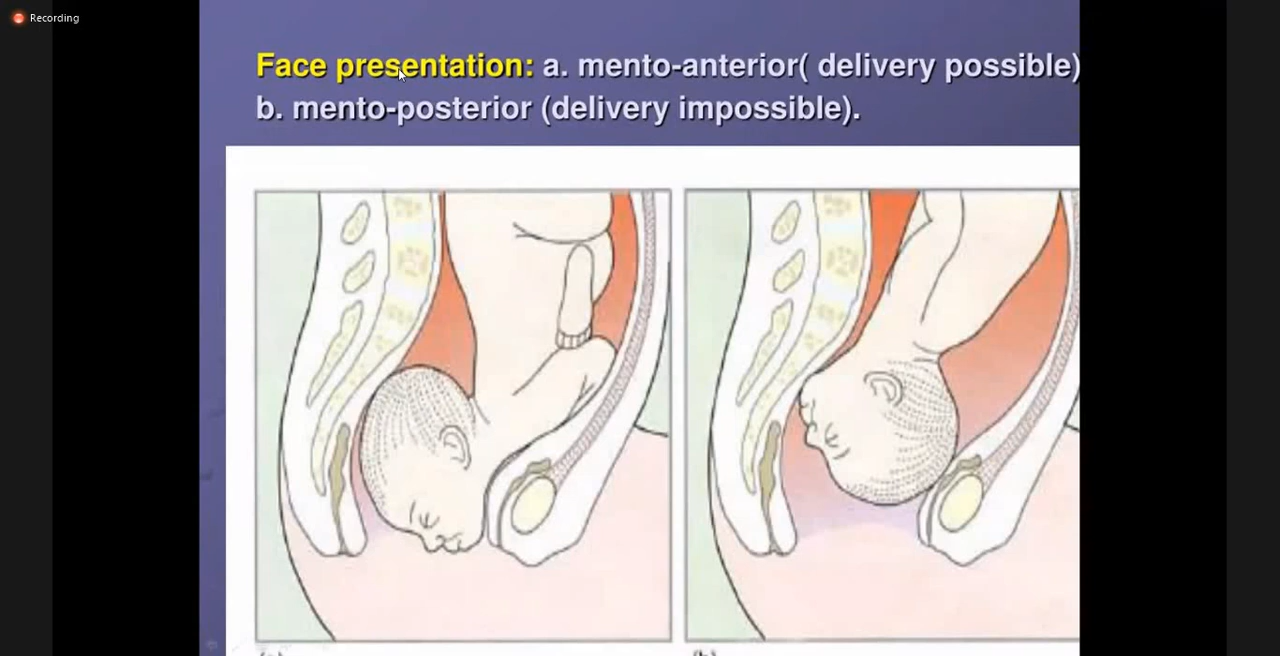 Recording
Face presentation: a. mento-anterior( delivery possible)
b. mento-posterior (delivery impossible).